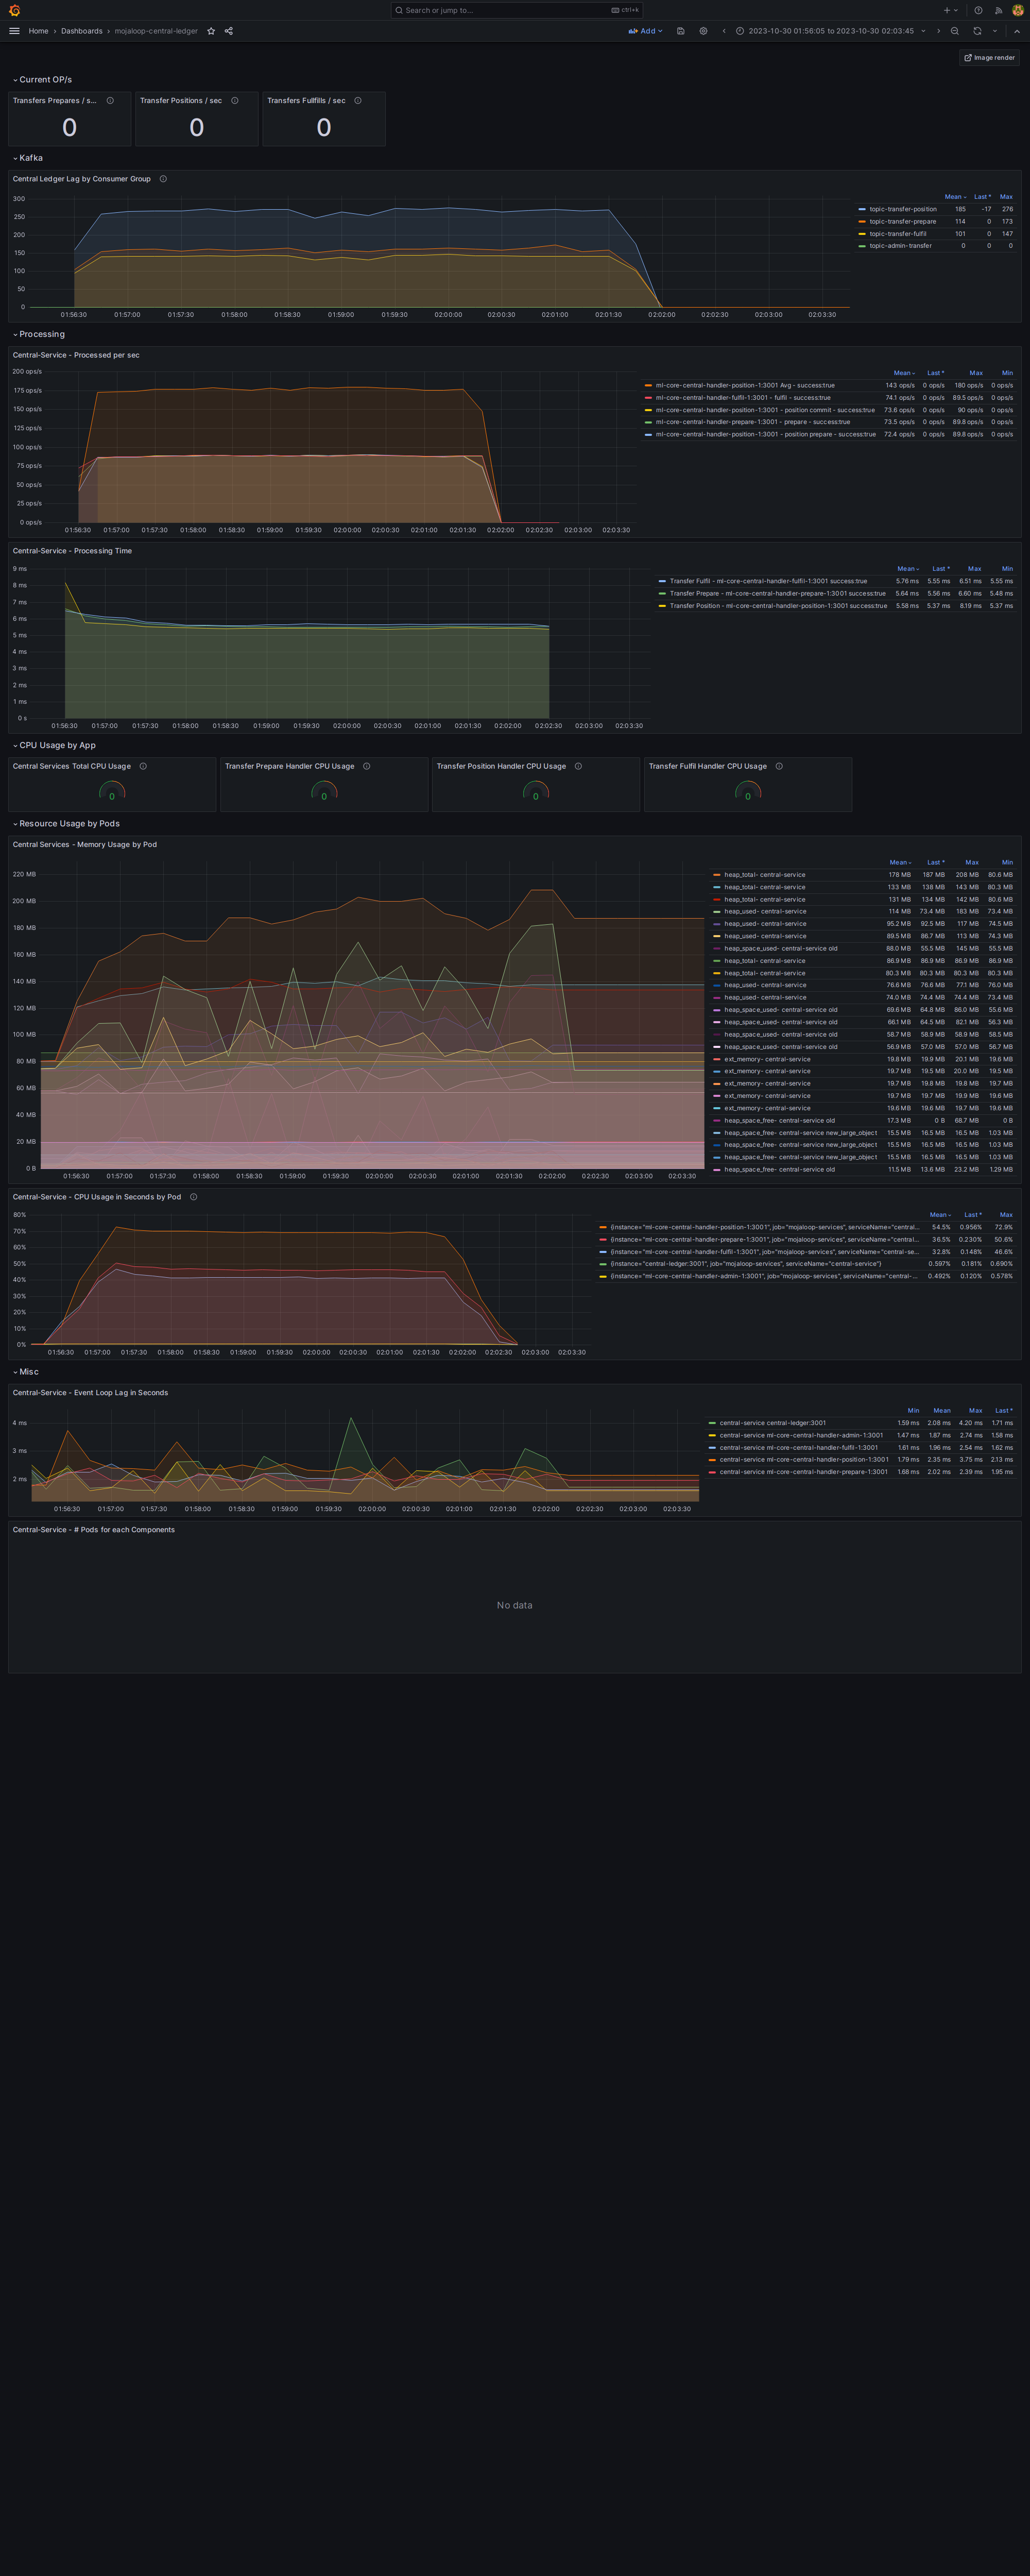 Search or jump to...
ctrl+k
Home
Dashboards
mojaloop-central-ledger
Add
2023-10-30 01:56:05 to 2023-10-30 02:03:45
Image render
Current OP/s
Transfers Prepares / s...
Transfer Positions / sec
Transfers Fullfills / sec
0
0
0
Kafka
Central Ledger Lag by Consumer Group
300
250
200
150
100
50
0
01:56:30 01:57:00 01:57:30 01:58:00 01:58:30 01:59:00 01:59:30 02:00:00 02:00:30 02:01:00 02:01:30 02:02:00 02:02:30 02:03:00 02:03:30
Mean Last * Max
topic-transfer-position 185 -17 276
topic-transfer-prepare 114 0 173
topic-transfer-fulfil 101 0 147
topic-admin-transfer 0 0 0
Processing
Central-Service - Processed per sec
200 ops/s
175 ops/s
150 ops/s
125 ops/s
100 ops/s
75 ops/s
50 ops/s
25 ops/s
0 ops/s
01:56:30 01:57:00 01:57:30 01:58:00 01:58:30 01:59:00 01:59:30 02:00:00 02:00:30 02:01:00 02:01:30 02:02:00 02:02:30 02:03:00 02:03:30
Mean Last * Max Min
ml-core-central-handler-position-1:3001 Avg - success:true 143 ops/s 0 ops/s 180 ops/s 0 ops/s
ml-core-central-handler-fulfil-1:3001 - fulfil - success:true 74.1 ops/s 0 ops/s 89.5 ops/s 0 ops/s
ml-core-central-handler-position-1:3001 - position commit - success:true 73.6 ops/s 0 ops/s 90 ops/s 0 ops/s
ml-core-central-handler-prepare-1:3001 - prepare - success:true 73.5 ops/s 0 ops/s 89.8 ops/s 0 ops/s
ml-core-central-handler-position-1:3001 - position prepare - success:true 72.4 ops/s 0 ops/s 89.8 ops/s 0 ops/s
Central-Service - Processing Time
9 ms
8 ms
7 ms
6 ms
5 ms
4 ms
3 ms
2 ms
1 ms
0 s
01:56:30 01:57:00 01:57:30 01:58:00 01:58:30 01:59:00 01:59:30 02:00:00 02:00:30 02:01:00 02:01:30 02:02:00 02:02:30 02:03:00 02:03:30
Mean Last * Max Min
Transfer Fulfil - ml-core-central-handler-fulfil-1:3001 success:true 5.76 ms 5.55 ms 6.51 ms 5.55 ms
Transfer Prepare - ml-core-central-handler-prepare-1:3001 success:true 5.64 ms 5.56 ms 6.60 ms 5.48 ms
Transfer Position - ml-core-central-handler-position-1:3001 success:true 5.58 ms 5.37 ms 8.19 ms 5.37 ms
CPU Usage by App
Central Services Total CPU Usage
Transfer Prepare Handler CPU Usage
Transfer Position Handler CPU Usage
Transfer Fulfil Handler CPU Usage
0
0
0
0
Resource Usage by Pods
Central Services - Memory Usage by Pod
220 MB
200 MB
180 MB
160 MB
140 MB
120 MB
100 MB
80 MB
60 MB
40 MB
20 MB
0 B
01:56:30 01:57:00 01:57:30 01:58:00 01:58:30 01:59:00 01:59:30 02:00:00 02:00:30 02:01:00 02:01:30 02:02:00 02:02:30 02:03:00 02:03:30
Mean Last * Max Min
heap_total- central-service 178 MB 187 MB 208 MB 80.6 MB
heap_total- central-service 133 MB 138 MB 143 MB 80.3 MB
heap_total- central-service 131 MB 134 MB 142 MB 80.6 MB
heap_used- central-service 114 MB 73.4 MB 183 MB 73.4 MB
heap_used- central-service 95.2 MB 92.5 MB 117 MB 74.5 MB
heap_used- central-service 89.5 MB 86.7 MB 113 MB 74.3 MB
heap_space_used- central-service old 88.0 MB 55.5 MB 145 MB 55.5 MB
heap_total- central-service 86.9 MB 86.9 MB 86.9 MB 86.9 MB
heap_total- central-service 80.3 MB 80.3 MB 80.3 MB 80.3 MB
heap_used- central-service 76.6 MB 76.6 MB 77.1 MB 76.0 MB
heap_used- central-service 74.0 MB 74.4 MB 74.4 MB 73.4 MB
heap_space_used- central-service old 69.6 MB 64.8 MB 86.0 MB 55.6 MB
heap_space_used- central-service old 66.1 MB 64.5 MB 82.1 MB 56.3 MB
heap_space_used- central-service old 58.7 MB 58.9 MB 58.9 MB 58.5 MB
heap_space_used- central-service old 56.9 MB 57.0 MB 57.0 MB 56.7 MB
ext_memory- central-service 19.8 MB 19.9 MB 20.1 MB 19.6 MB
ext_memory- central-service 19.7 MB 19.5 MB 20.0 MB 19.5 MB
ext_memory- central-service 19.7 MB 19.8 MB 19.8 MB 19.7 MB
ext_memory- central-service 19.7 MB 19.7 MB 19.9 MB 19.6 MB
ext_memory- central-service 19.6 MB 19.6 MB 19.7 MB 19.6 MB
heap_space_free- central-service old 17.3 MB 0 B 68.7 MB 0 B
heap_space_free- central-service new_large_object 15.5 MB 16.5 MB 16.5 MB 1.03 MB
heap_space_free- central-service new_large_object 15.5 MB 16.5 MB 16.5 MB 1.03 MB
heap_space_free- central-service new_large_object 15.5 MB 16.5 MB 16.5 MB 1.03 MB
heap_space_free- central-service old 11.5 MB 13.6 MB 23.2 MB 1.29 MB
Central-Service - CPU Usage in Seconds by Pod
80%
70%
60%
50%
40%
30%
20%
10%
0%
01:56:30 01:57:00 01:57:30 01:58:00 01:58:30 01:59:00 01:59:30 02:00:00 02:00:30 02:01:00 02:01:30 02:02:00 02:02:30 02:03:00 02:03:30
Mean Last * Max
{instance="ml-core-central-handler-position-1:3001", job="mojaloop-services", serviceName="central... 54.5% 0.956% 72.9%
{instance="ml-core-central-handler-prepare-1:3001", job="mojaloop-services", serviceName="central... 36.5% 0.230% 50.6%
{instance="ml-core-central-handler-fulfil-1:3001", job="mojaloop-services", serviceName="central-se... 32.8% 0.148% 46.6%
{instance="central-ledger:3001", job="mojaloop-services", serviceName="central-service"} 0.597% 0.181% 0.690%
{instance="ml-core-central-handler-admin-1:3001", job="mojaloop-services", serviceName="central-... 0.492% 0.120% 0.578%
Misc
Central-Service - Event Loop Lag in Seconds
4 ms
3 ms
2 ms
01:56:30 01:57:00 01:57:30 01:58:00 01:58:30 01:59:00 01:59:30 02:00:00 02:00:30 02:01:00 02:01:30 02:02:00 02:02:30 02:03:00 02:03:30
Min Mean Max Last *
central-service central-ledger:3001 1.59 ms 2.08 ms 4.20 ms 1.71 ms
central-service ml-core-central-handler-admin-1:3001 1.47 ms 1.87 ms 2.74 ms 1.58 ms
central-service ml-core-central-handler-fulfil-1:3001 1.61 ms 1.96 ms 2.54 ms 1.62 ms
central-service ml-core-central-handler-position-1:3001 1.79 ms 2.35 ms 3.75 ms 2.13 ms
central-service ml-core-central-handler-prepare-1:3001 1.68 ms 2.02 ms 2.39 ms 1.95 ms
Central-Service - # Pods for each Components
No data